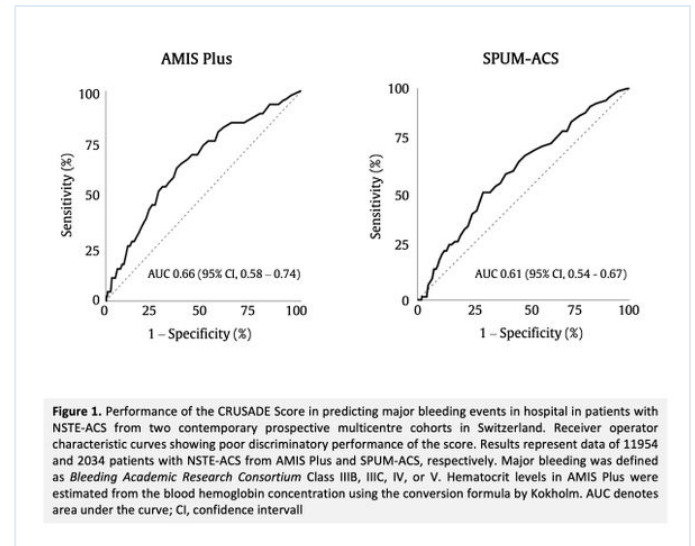 AMIS Plus
100
75
50
25
0
Sensitivity (%)
AUC 0.66 (95% CI, 0.58 – 0.74)
0 25 50 75 100
1 – Specificity (%)
SPUM-ACS
100
75
50
25
0
Sensitivity (%)
AUC 0.61 (95% CI, 0.54 - 0.67)
0 25 50 75 100
1 – Specificity (%)
Figure 1. Performance of the CRUSADE Score in predicting major bleeding events in hospital in patients with
NSTE-ACS from two contemporary prospective multicentre cohorts in Switzerland. Receiver operator
characteristic curves showing poor discriminatory performance of the score. Results represent data of 11954
and 2034 patients with NSTE-ACS from AMIS Plus and SPUM-ACS, respectively. Major bleeding was defined
as Bleeding Academic Research Consortium Class IIIB, IIIC, IV, or V. Hematocrit levels in AMIS Plus were
estimated from the blood hemoglobin concentration using the conversion formula by Kokholm. AUC denotes
area under the curve; CI, confidence intervall